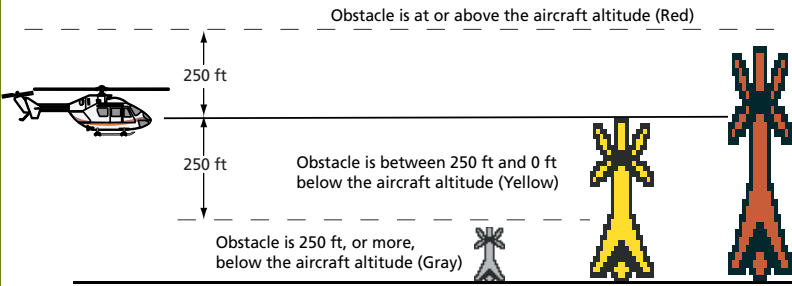 Obstacle is at or above the aircraft altitude (Red)
250 ft
250 ft
Obstacle is between 250 ft and 0 ft
below the aircraft altitude (Yellow)
Obstacle is 250 ft, or more,
below the aircraft altitude (Gray)